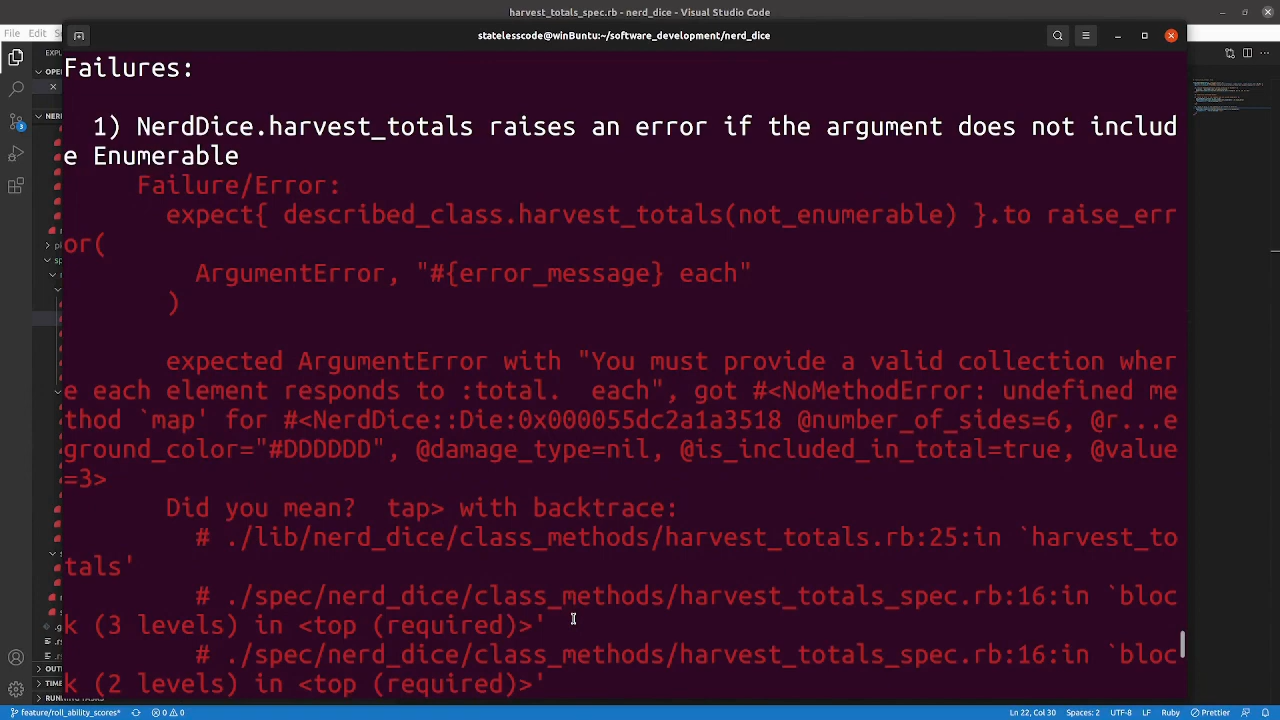 harvest_totals_spec.rb - nerd_dice - Visual Studio Code
File Edit
statelesscode@winBuntu:~/software_development/nerd_dice
Failures:
1) NerdDice.harvest_totals raises an error if the argument does not includ
e Enumerable
Failure/Error:
expect{ described_class.harvest_totals(not_enumerable) }.to raise_err
or(
ArgumentError, "#{error_message} each"
)
expected ArgumentError with "You must provide a valid collection wher
e each element responds to :total.  each", got #<NoMethodError: undefined me
thod `map' for #<NerdDice::Die:0x000055dc2a1a3518 @number_of_sides=6, @r...e
ground_color="#DDDDDD", @damage_type=nil, @is_included_in_total=true, @value
=3>
Did you mean?  tap> with backtrace:
# ./lib/nerd_dice/class_methods/harvest_totals.rb:25:in `harvest_to
tals'
# ./spec/nerd_dice/class_methods/harvest_totals_spec.rb:16:in `bloc
k (3 levels) in <top (required)>'
# ./spec/nerd_dice/class_methods/harvest_totals_spec.rb:16:in `bloc
k (2 levels) in <top (required)>'
feature/roll_ability_scores* 0 0 Ln 22, Col 30 Spaces: 2 UTF-8 LF Ruby Prettier